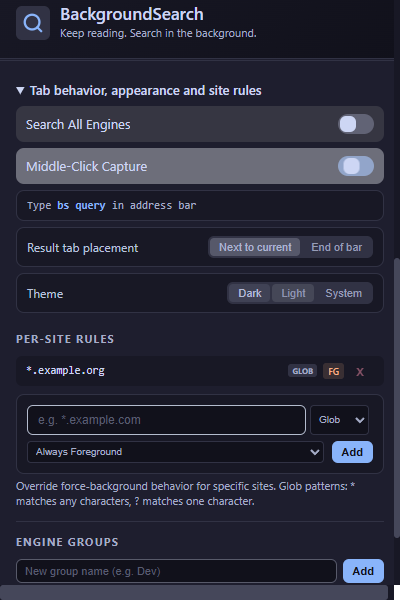 BackgroundSearch
Keep reading. Search in the background.
▼ Tab behavior, appearance and site rules
Search All Engines
Middle-Click Capture
Type bs query in address bar
Result tab placement Next to current End of bar
Theme Dark Light System
PER-SITE RULES
*.example.org GLOB FG X
e.g. *.example.com Glob
Always Foreground Add
Override force-background behavior for specific sites. Glob patterns: *
matches any characters, ? matches one character.
ENGINE GROUPS
New group name (e.g. Dev) Add